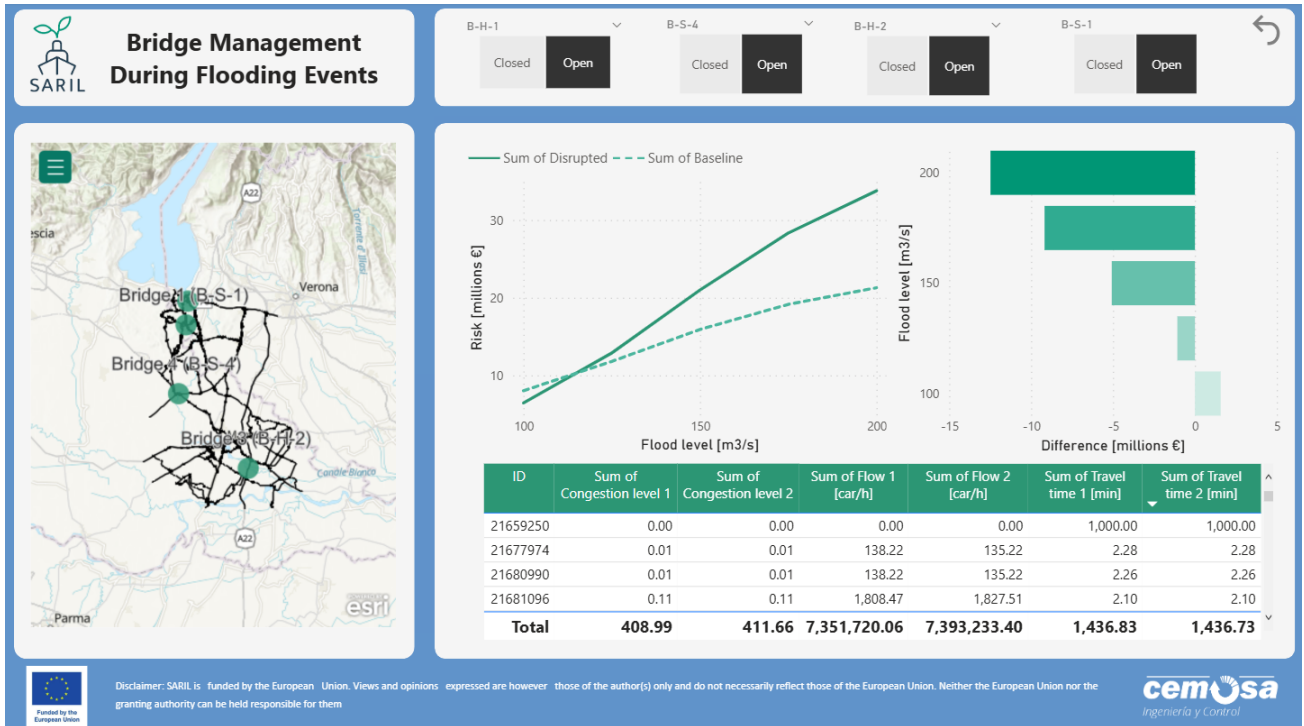 SARIL
Bridge Management
During Flooding Events
B-H-1
Closed
Open
B-S-4
Closed
Open
B-H-2
Closed
Open
B-S-1
Closed
Open
A22
Torrente d'Illasi
escia
Verona
Bridge 1 (B-S-1)
Bridge 4 (B-S-4)
Bridge 3 (B-H-2)
Canale Bianco
A22
Parma
esri
Sum of Disrupted
Sum of Baseline
Risk [millions €]
30
20
10
100
150
200
Flood level [m3/s]
Flood level [m3/s]
200
150
100
-15
-10
-5
0
5
Difference [millions €]
ID Sum of Congestion level 1 Sum of Congestion level 2 Sum of Flow 1 [car/h] Sum of Flow 2 [car/h] Sum of Travel time 1 [min] Sum of Travel time 2 [min]
21659250 0.00 0.00 0.00 0.00 1,000.00 1,000.00
21677974 0.01 0.01 138.22 135.22 2.28 2.28
21680990 0.01 0.01 138.22 135.22 2.26 2.26
21681096 0.11 0.11 1,808.47 1,827.51 2.10 2.10
Total 408.99 411.66 7,351,720.06 7,393,233.40 1,436.83 1,436.73
Funded by the
European Union
Disclaimer: SARIL is funded by the European Union. Views and opinions expressed are however those of the author(s) only and do not necessarily reflect those of the European Union. Neither the European Union nor the
granting authority can be held responsible for them
cemosa
Ingeniería y Control